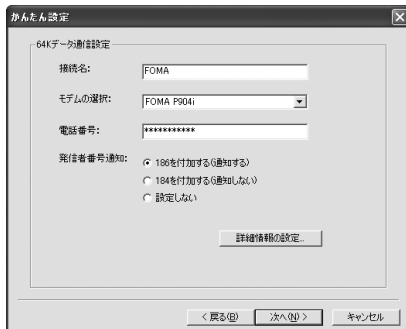 かんたん設定
64Kデータ通信設定
接続名: FOMA
モデムの選択: FOMA P904i
電話番号: ***********
発信者番号通知: 186を付加する(通知する)
184を付加する(通知しない)
設定しない
詳細情報の設定...
< 戻る(B) 次へ(N) > キャンセル